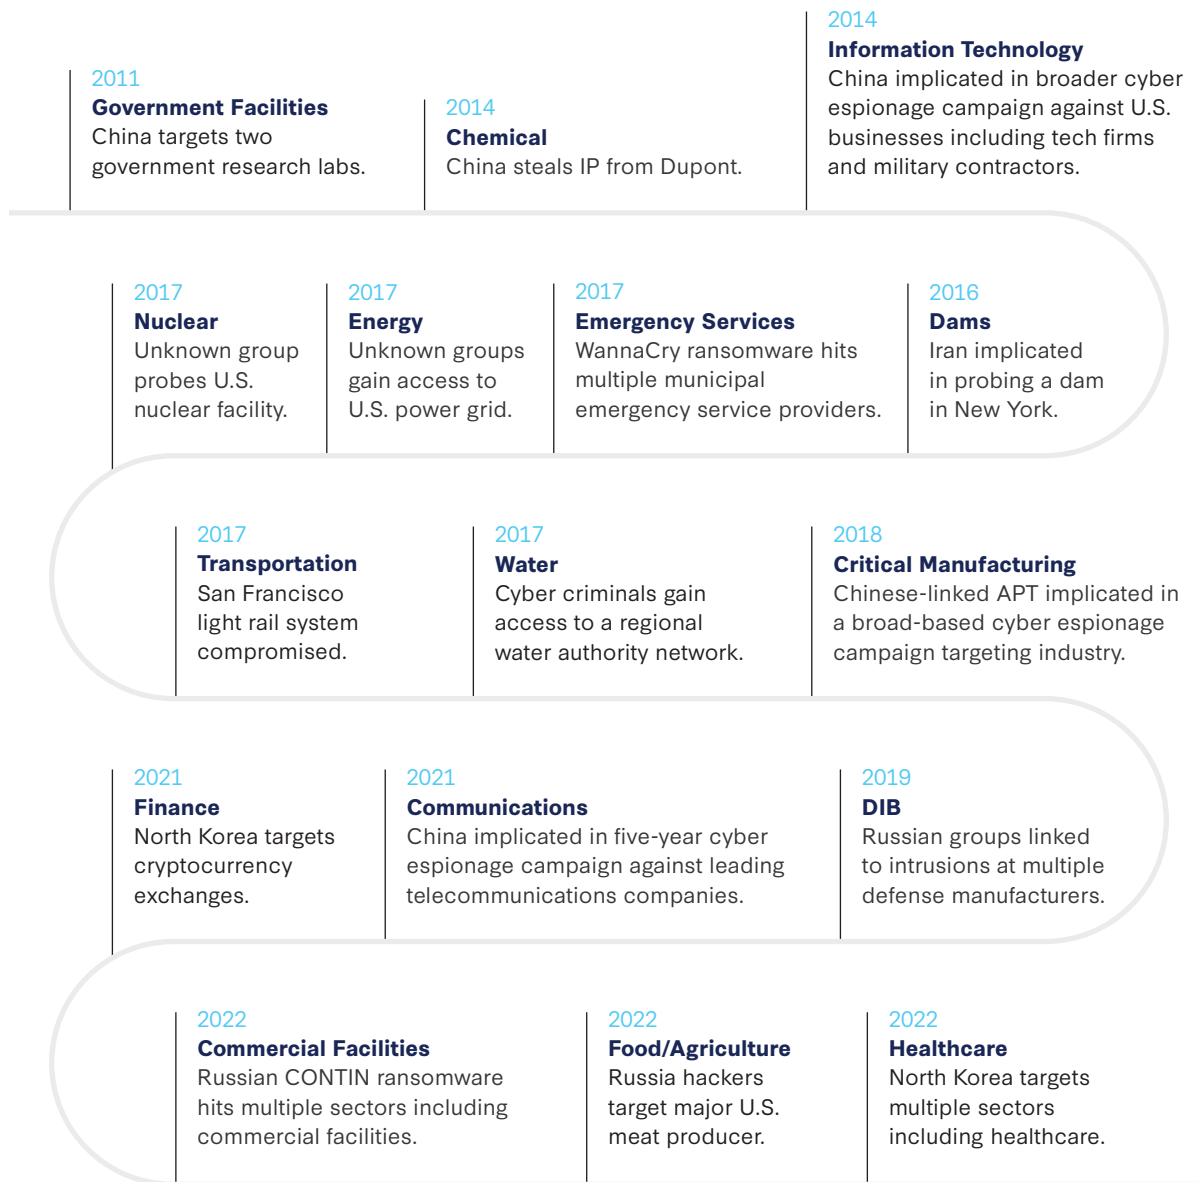 2011
Government Facilities
China targets two
government research labs.
2014
Chemical
China steals IP from Dupont.
2014
Information Technology
China implicated in broader cyber
espionage campaign against U.S.
businesses including tech firms
and military contractors.
2017
Nuclear
Unknown group
probes U.S.
nuclear facility.
2017
Energy
Unknown groups
gain access to
U.S. power grid.
2017
Emergency Services
WannaCry ransomware hits
multiple municipal
emergency service providers.
2016
Dams
Iran implicated
in probing a dam
in New York.
2017
Transportation
San Francisco
light rail system
compromised.
2017
Water
Cyber criminals gain
access to a regional
water authority network.
2018
Critical Manufacturing
Chinese-linked APT implicated in
a broad-based cyber espionage
campaign targeting industry.
2021
Finance
North Korea targets
cryptocurrency
exchanges.
2021
Communications
China implicated in five-year cyber
espionage campaign against leading
telecommunications companies.
2019
DIB
Russian groups linked
to intrusions at multiple
defense manufacturers.
2022
Commercial Facilities
Russian CONTIN ransomware
hits multiple sectors including
commercial facilities.
2022
Food/Agriculture
Russia hackers
target major U.S.
meat producer.
2022
Healthcare
North Korea targets
multiple sectors
including healthcare.